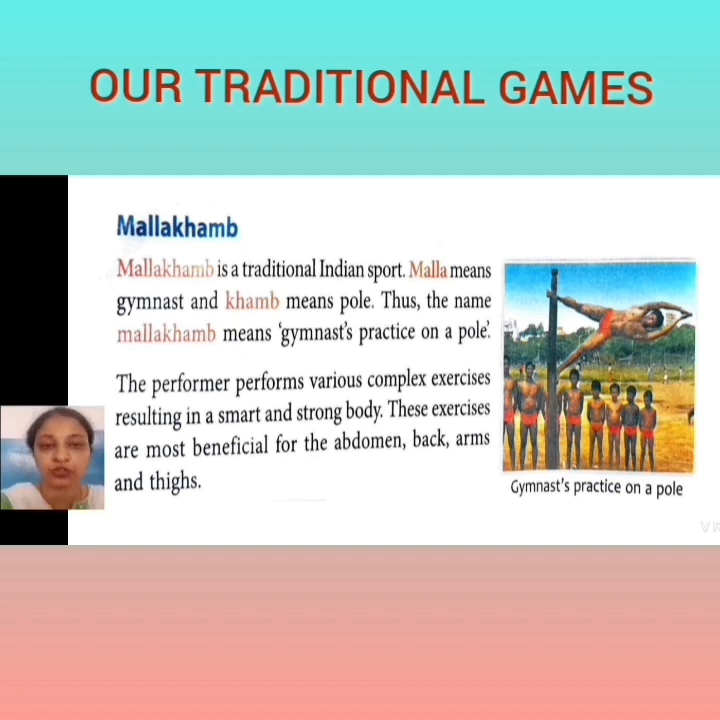 OUR TRADITIONAL GAMES
Mallakhamb
Mallakhamb is a traditional Indian sport. Malla means
gymnast and khamb means pole. Thus, the name
mallakhamb means ‘gymnast’s practice on a pole’.
The performer performs various complex exercises
resulting in a smart and strong body. These exercises
are most beneficial for the abdomen, back, arms
and thighs.
Gymnast’s practice on a pole